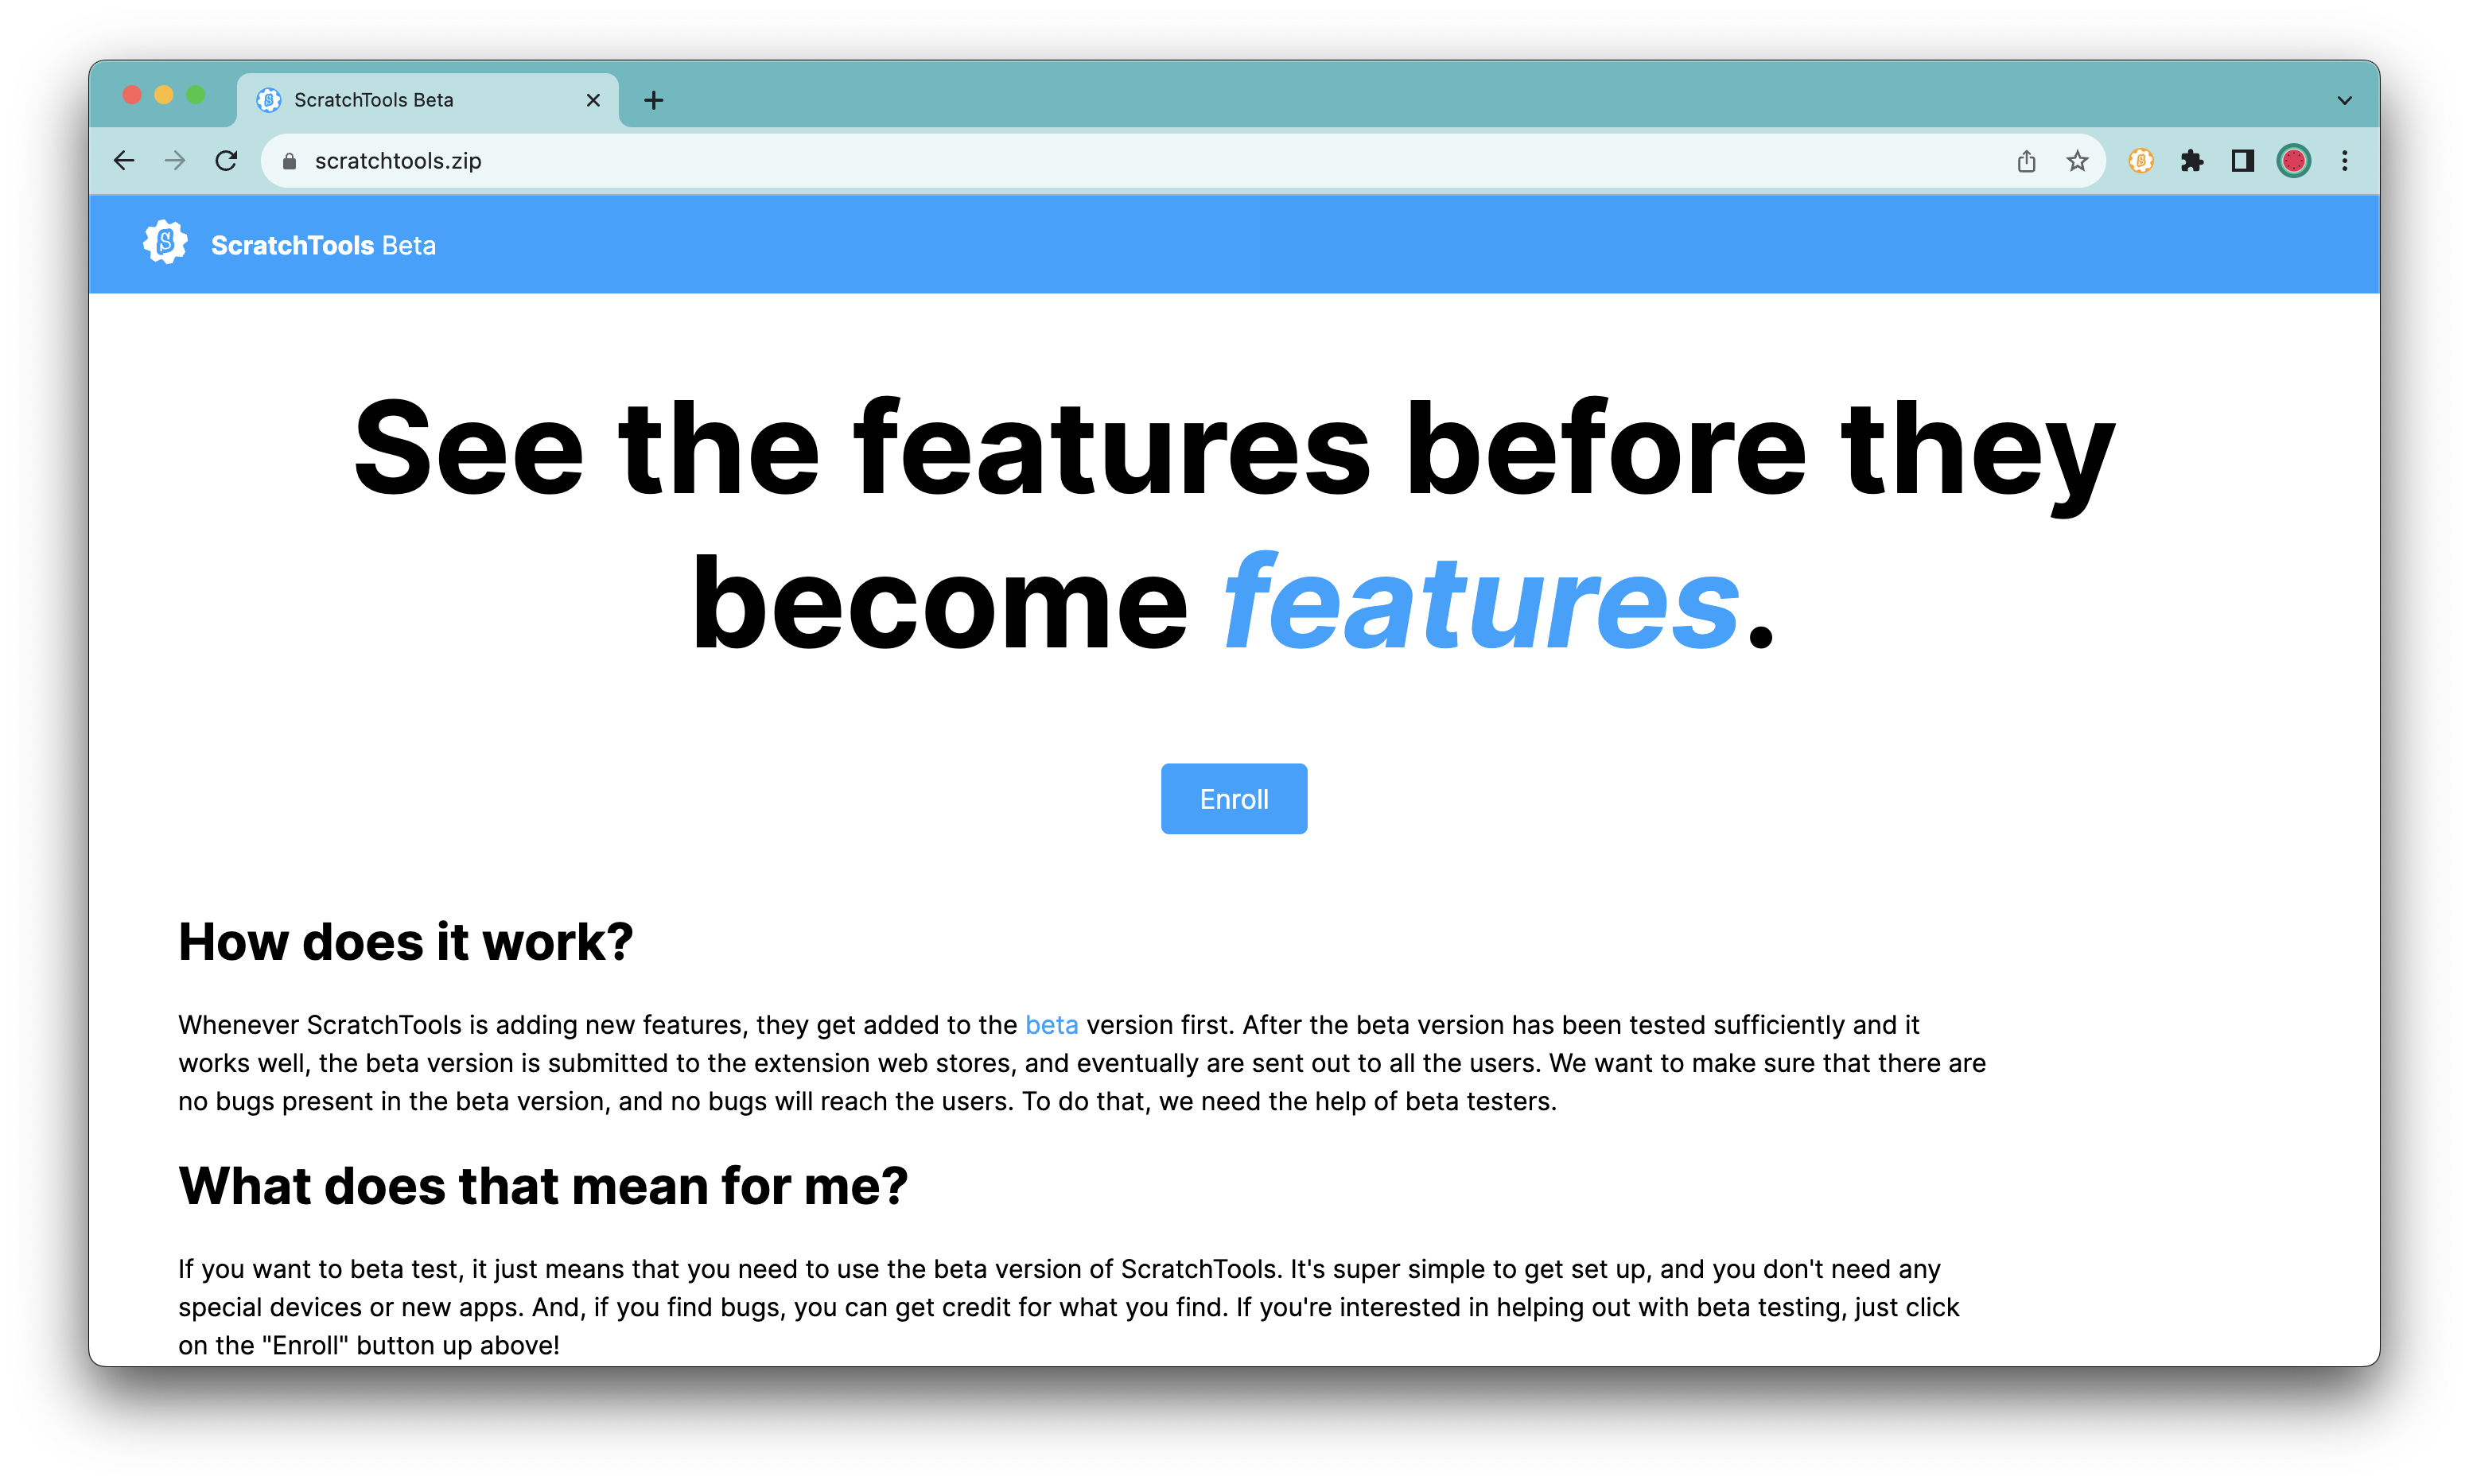 ScratchTools Beta
scratchtools.zip
ScratchTools Beta
See the features before they
become features.
Enroll
How does it work?
Whenever ScratchTools is adding new features, they get added to the beta version first. After the beta version has been tested sufficiently and it
works well, the beta version is submitted to the extension web stores, and eventually are sent out to all the users. We want to make sure that there are
no bugs present in the beta version, and no bugs will reach the users. To do that, we need the help of beta testers.
What does that mean for me?
If you want to beta test, it just means that you need to use the beta version of ScratchTools. It's super simple to get set up, and you don't need any
special devices or new apps. And, if you find bugs, you can get credit for what you find. If you're interested in helping out with beta testing, just click
on the "Enroll" button up above!